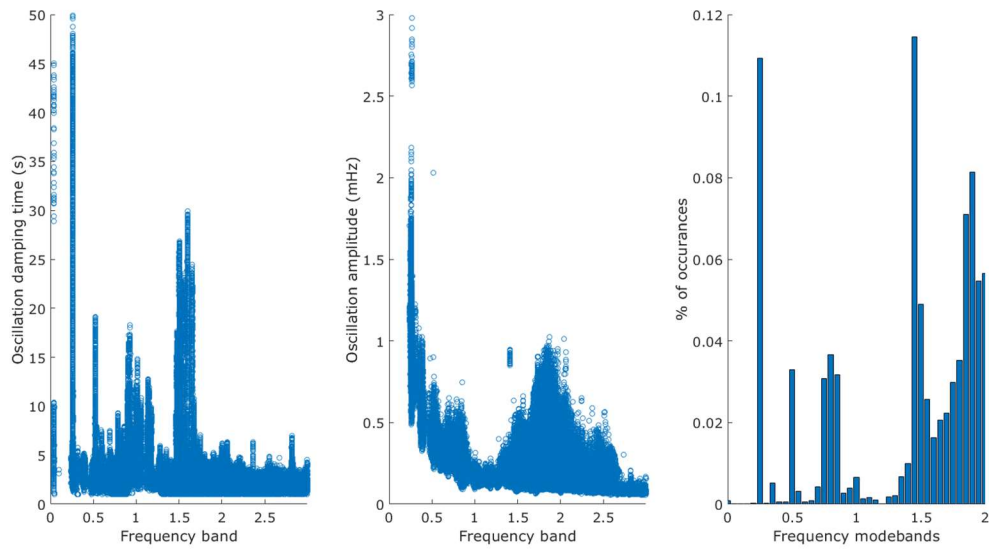 Oscillation damping time (s)
50
45
40
35
30
25
20
15
10
5
0
0 0.5 1 1.5 2 2.5
Frequency band
Oscillation amplitude (mHz)
3
2.5
2
1.5
1
0.5
0
0 0.5 1 1.5 2 2.5
Frequency band
% of occurances
0.12
0.1
0.08
0.06
0.04
0.02
0
0 0.5 1 1.5 2
Frequency modebands